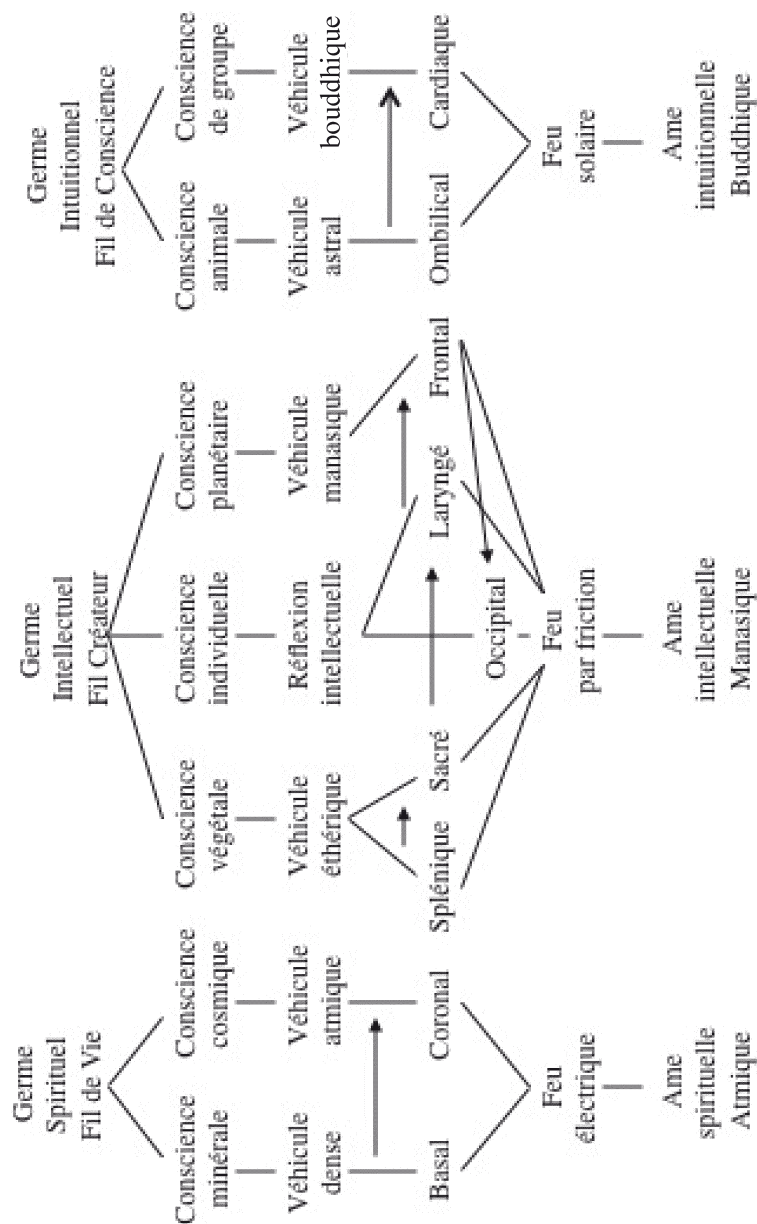 Germe
Spirituel
Fil de Vie
Germe
Intellectuel
Fil Créateur
Germe
Intuitionnel
Fil de Conscience
Conscience
minérale
Conscience
cosmique
Conscience
végétale
Conscience
individuelle
Conscience
planétaire
Conscience
animale
Conscience
de groupe
Véhicule
dense
Véhicule
atmique
Véhicule
éthérique
Réflexion
intellectuelle
Véhicule
manasique
Véhicule
astral
Véhicule
bouddhique
Basal
Coronal
Splénique
Sacré
Laryngé
Frontal
Ombilical
Cardiaque
Occipital
Feu
électrique
Feu
par friction
Feu
solaire
Ame
spirituelle
Atmique
Ame
intellectuelle
Manasique
Ame
intuitionnelle
Buddhique